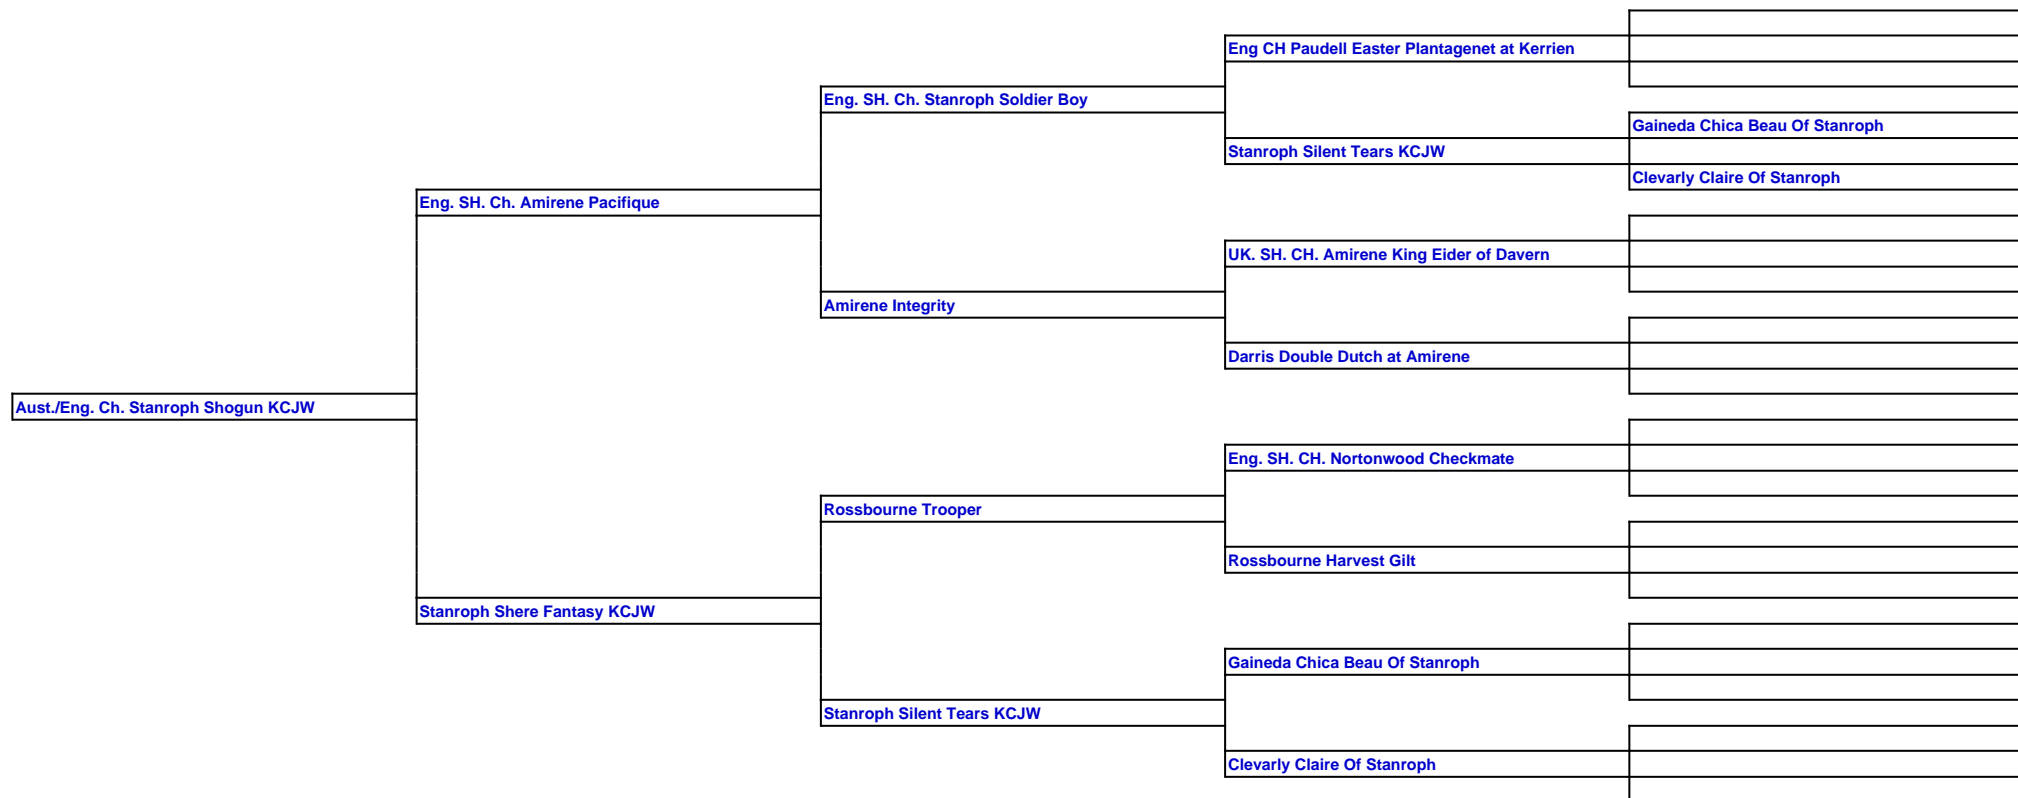 Eng CH Paudell Easter Plantagenet at Kerrien
Eng. SH. Ch. Stanroph Soldier Boy
Gaineda Chica Beau Of Stanroph
Stanroph Silent Tears KCJW
Clevarly Claire Of Stanroph
Eng. SH. Ch. Amirene Pacifique
UK. SH. CH. Amirene King Eider of Davern
Amirene Integrity
Darris Double Dutch at Amirene
Aust./Eng. Ch. Stanroph Shogun KCJW
Eng. SH. CH. Nortonwood Checkmate
Rossbourne Trooper
Rossbourne Harvest Gilt
Stanroph Shere Fantasy KCJW
Gaineda Chica Beau Of Stanroph
Stanroph Silent Tears KCJW
Clevarly Claire Of Stanroph